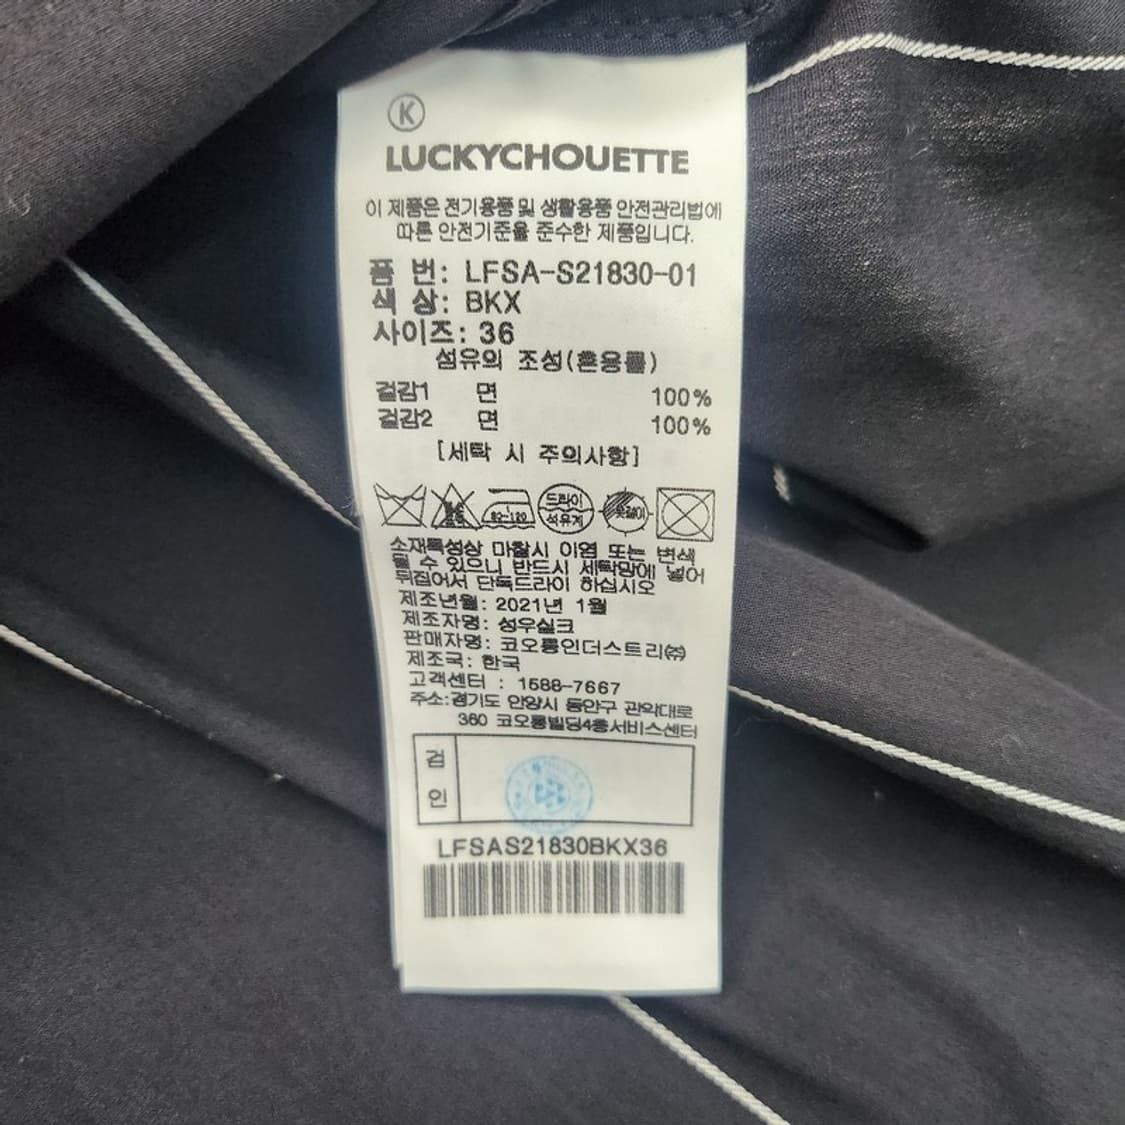 K
LUCKYCHOUETTE
이 제품은 전기용품 및 생활용품 안전관리법에
따른 안전기준을 준수한 제품입니다.
품 번: LFSA-S21830-01
색 상: BKX
사이즈: 36
섬유의 조성(혼용률)
겉감1 면 100%
겉감2 면 100%
[세탁 시 주의사항]
80~120 드라이 석유계 옷걸이
소재특성상 마찰시 이염 또는 변색
될 수 있으니 반드시 세탁망에 넣어
뒤집어서 단독드라이 하십시오
제조년월: 2021년 1월
제조자명: 성우실크
판매자명: 코오롱인더스트리㈜
제조국: 한국
고객센터 : 1588-7667
주소:경기도 안양시 동안구 관악대로
360 코오롱빌딩4층서비스센터
검
인
LFSAS21830BKX36